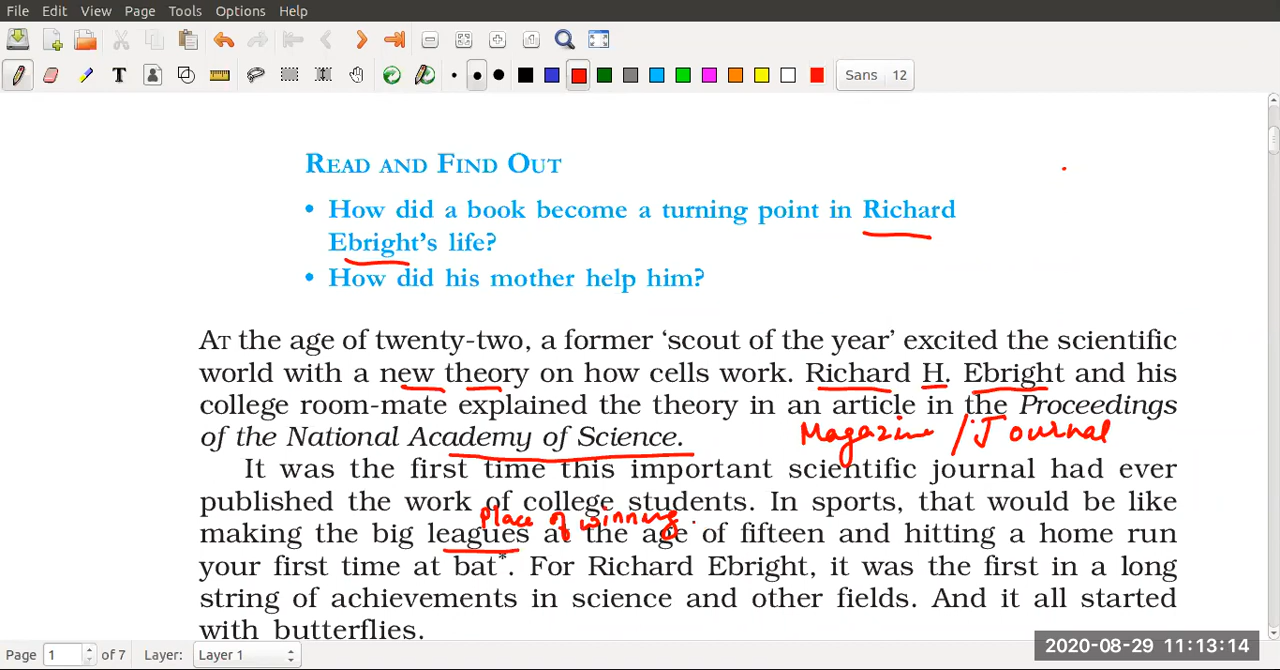 File Edit View Page Tools Options Help
T Sans 12
READ AND FIND OUT
• How did a book become a turning point in Richard
Ebright's life?
• How did his mother help him?
AT the age of twenty-two, a former ‘scout of the year’ excited the scientific
world with a new theory on how cells work. Richard H. Ebright and his
college room-mate explained the theory in an article in the Proceedings
of the National Academy of Science.
Magazine / Journal
It was the first time this important scientific journal had ever
published the work of college students. In sports, that would be like
Place of winning
making the big leagues at the age of fifteen and hitting a home run
your first time at bat*. For Richard Ebright, it was the first in a long
string of achievements in science and other fields. And it all started
with butterflies.
Page 1 of 7 Layer: Layer 1
2020-08-29 11:13:14